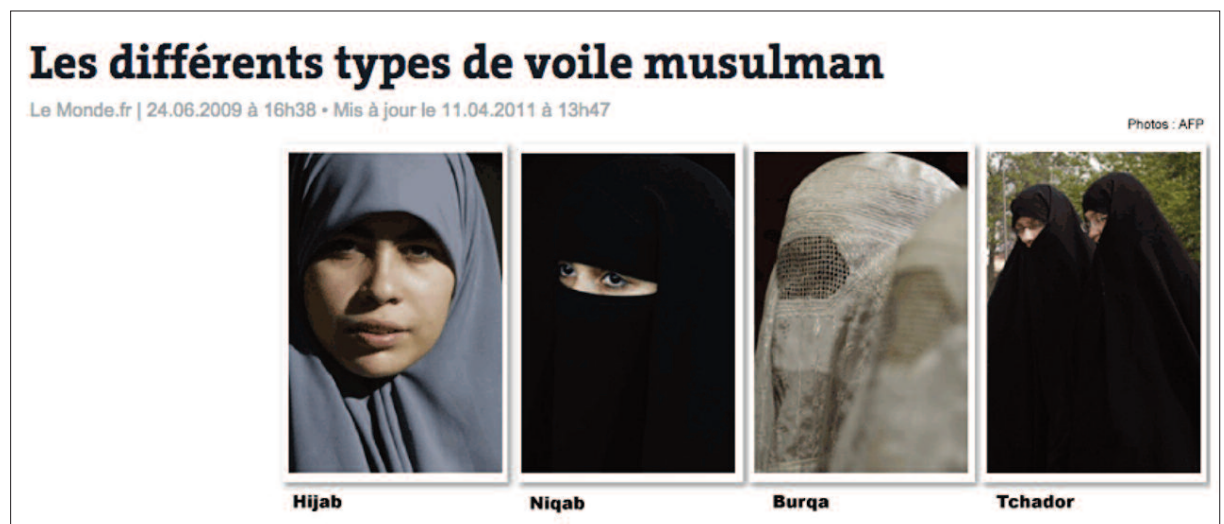 Les différents types de voile musulman
Le Monde.fr | 24.06.2009 à 16h38 • Mis à jour le 11.04.2011 à 13h47
Photos : AFP
Hijab
Niqab
Burqa
Tchador